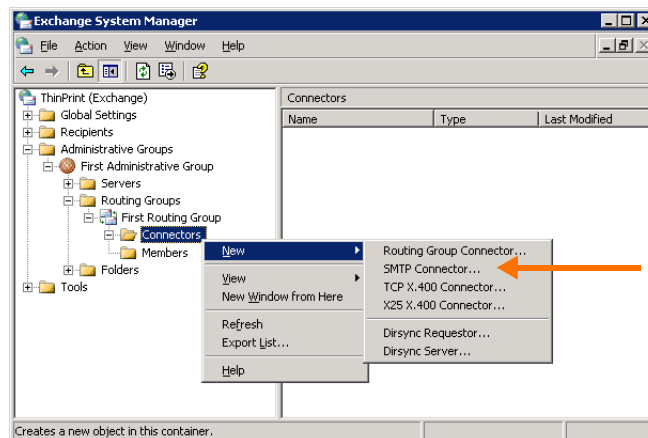 Exchange System Manager
File Action View Window Help
ThinPrint (Exchange)
Global Settings
Recipients
Administrative Groups
First Administrative Group
Servers
Routing Groups
First Routing Group
Connectors
Members
Folders
Tools
Connectors
Name Type Last Modified
New
View
New Window from Here
Refresh
Export List...
Help
Routing Group Connector...
SMTP Connector...
TCP X.400 Connector...
X25 X.400 Connector...
Dirsync Requestor...
Dirsync Server...
Creates a new object in this container.